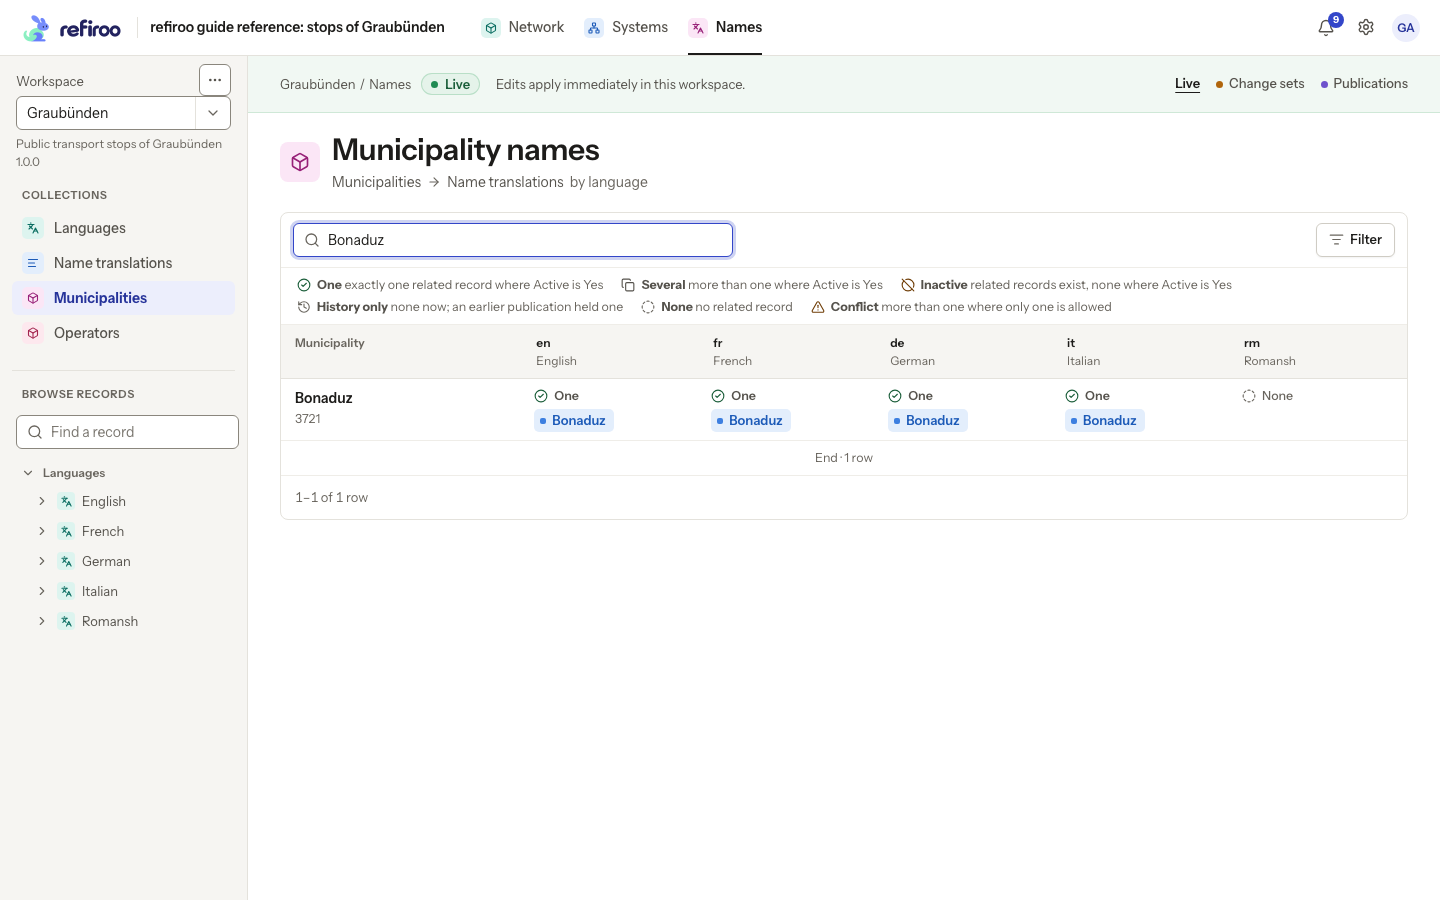 refiroo
refiroo guide reference: stops of Graubünden
Network
Systems
Names
9
GA
Workspace
Graubünden
Public transport stops of Graubünden
1.0.0
COLLECTIONS
Languages
Name translations
Municipalities
Operators
BROWSE RECORDS
Find a record
Languages
English
French
German
Italian
Romansh
Graubünden / Names
Live
Edits apply immediately in this workspace.
Live
Change sets
Publications
Municipality names
Municipalities → Name translations by language
Bonaduz
Filter
One exactly one related record where Active is Yes
Several more than one where Active is Yes
Inactive related records exist, none where Active is Yes
History only none now; an earlier publication held one
None no related record
Conflict more than one where only one is allowed
Municipality
en
English
fr
French
de
German
it
Italian
rm
Romansh
Bonaduz
3721
One
Bonaduz
One
Bonaduz
One
Bonaduz
One
Bonaduz
None
End · 1 row
1–1 of 1 row